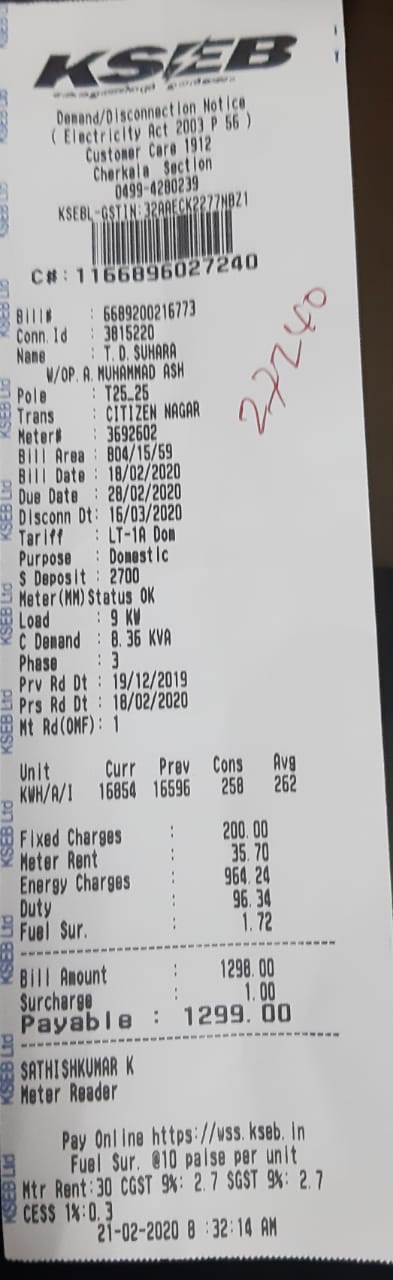 KSEB
Demand/Disconnection Notice
( Electricity Act 2003 P 56 )
Customer Care 1912
Cherkala Section
0499-4280239
KSEBL-GSTIN:32AAECK2277NBZ1
C#:1166896027240
27240
Bill# : 6689200216773
Conn.Id : 3815220
Name : T. D. SUHARA
W/OP. A. MUHAMMAD ASH
Pole : T25_25
Trans : CITIZEN NAGAR
Meter# : 3692602
Bill Area : B04/15/59
Bill Date : 18/02/2020
Due Date : 28/02/2020
Disconn Dt: 16/03/2020
Tariff : LT-1A Dom
Purpose : Domestic
S Deposit : 2700
Meter(MM)Status OK
Load : 9 KW
C Demand : 8.36 KVA
Phase : 3
Prv Rd Dt : 19/12/2019
Prs Rd Dt : 18/02/2020
Mt Rd(OMF): 1
Unit Curr Prev Cons Avg
KWH/A/I 16854 16596 258 262
Fixed Charges : 200.00
Meter Rent : 35.70
Energy Charges : 964.24
Duty : 96.34
Fuel Sur. : 1.72
Bill Amount : 1298.00
Surcharge : 1.00
Payable : 1299.00
SATHISHKUMAR K
Meter Reader
Pay Online https://wss.kseb.in
Fuel Sur. @10 paise per unit
Mtr Rent:30 CGST 9%: 2.7 SGST 9%: 2.7
CESS 1%:0.3
21-02-2020 8 :32:14 AM
KSEB Ltd KSEB Ltd KSEB Ltd KSEB Ltd KSEB Ltd KSEB Ltd KSEB Ltd KSEB Ltd